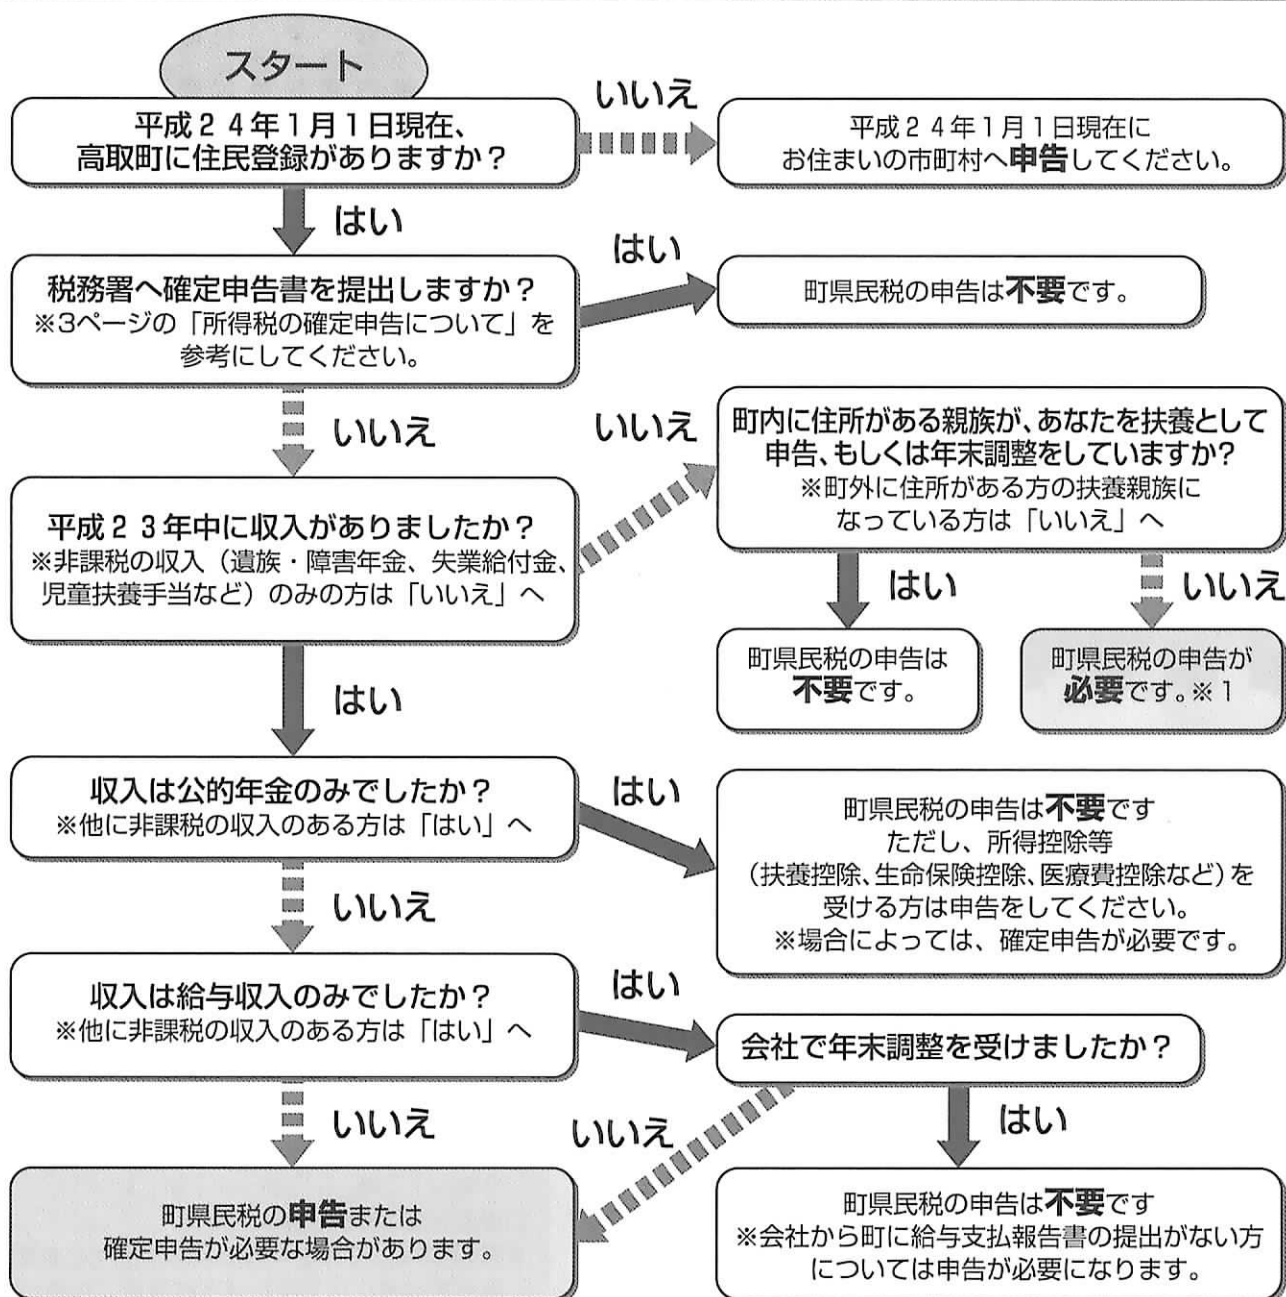 スタート
平成２４年１月１日現在、
高取町に住民登録がありますか？
いいえ
平成２４年１月１日現在に
お住まいの市町村へ申告してください。
はい
税務署へ確定申告書を提出しますか？
※3ページの「所得税の確定申告について」を
参考にしてください。
はい
町県民税の申告は不要です。
いいえ
平成２３年中に収入がありましたか？
※非課税の収入（遺族・障害年金、失業給付金、
児童扶養手当など）のみの方は「いいえ」へ
いいえ
町内に住所がある親族が、あなたを扶養として
申告、もしくは年末調整をしていますか?
※町外に住所がある方の扶養親族に
なっている方は「いいえ」へ
はい
町県民税の申告は
不要です。
いいえ
町県民税の申告が
必要です。※１
はい
収入は公的年金のみでしたか？
※他に非課税の収入のある方は「はい」へ
はい
町県民税の申告は不要です
ただし、所得控除等
（扶養控除、生命保険控除、医療費控除など）を
受ける方は申告をしてください。
※場合によっては、確定申告が必要です。
いいえ
収入は給与収入のみでしたか？
※他に非課税の収入のある方は「はい」へ
はい
会社で年末調整を受けましたか？
いいえ
いいえ
はい
町県民税の申告または
確定申告が必要な場合があります。
町県民税の申告は不要です
※会社から町に給与支払報告書の提出がない方
については申告が必要になります。